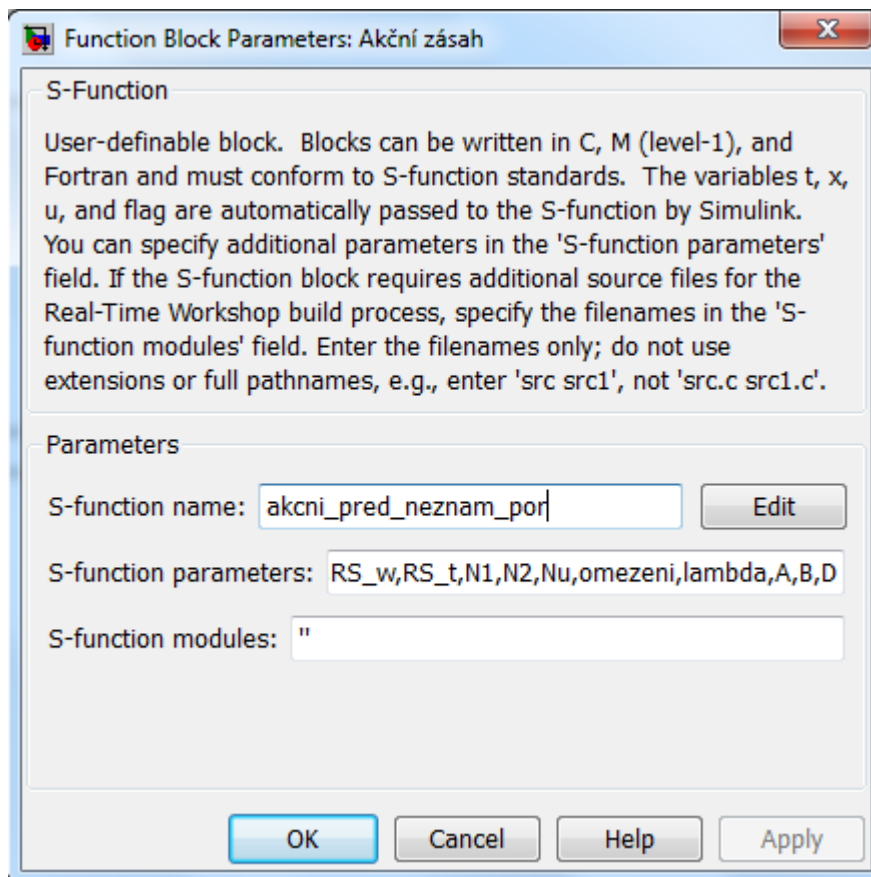 Function Block Parameters: Akční zásah
S-Function
User-definable block.  Blocks can be written in C, M (level-1), and
Fortran and must conform to S-function standards.  The variables t, x,
u, and flag are automatically passed to the S-function by Simulink.
You can specify additional parameters in the 'S-function parameters'
field. If the S-function block requires additional source files for the
Real-Time Workshop build process, specify the filenames in the 'S-
function modules' field. Enter the filenames only; do not use
extensions or full pathnames, e.g., enter 'src src1', not 'src.c src1.c'.
Parameters
S-function name: akcni_pred_neznam_por Edit
S-function parameters: RS_w,RS_t,N1,N2,Nu,omezeni,lambda,A,B,D
S-function modules: ''
OK Cancel Help Apply